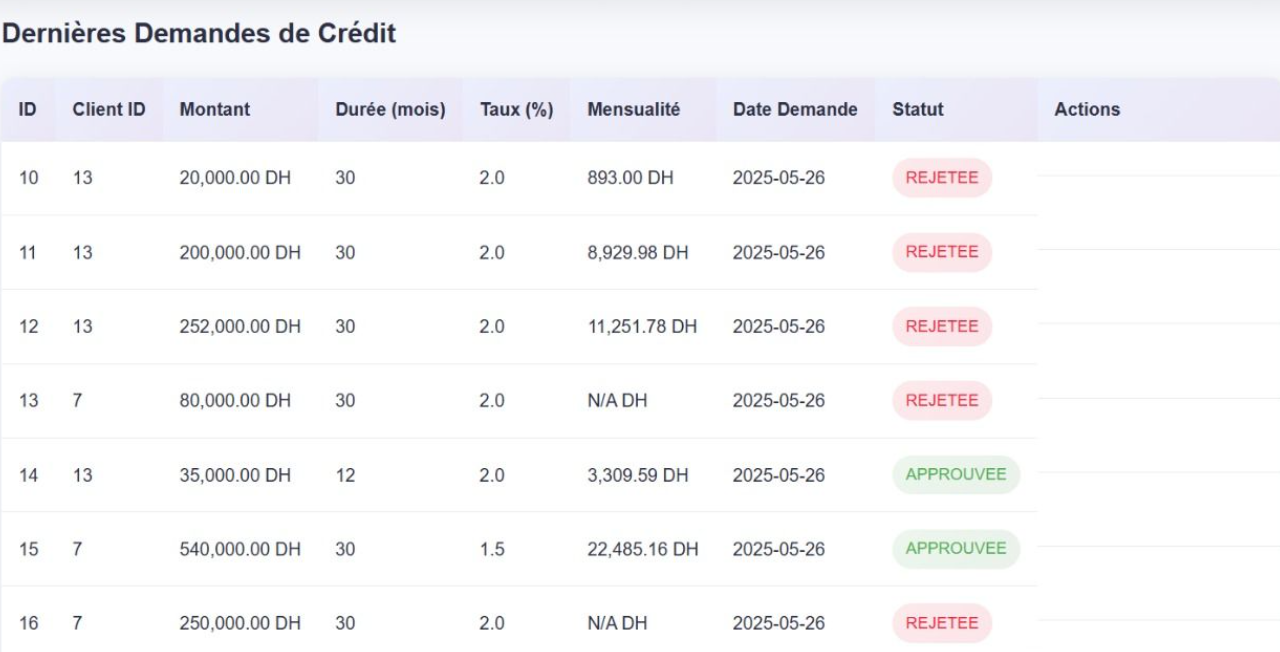 Dernières Demandes de Crédit
ID Client ID Montant Durée (mois) Taux (%) Mensualité Date Demande Statut Actions
10 13 20,000.00 DH 30 2.0 893.00 DH 2025-05-26 REJETEE
11 13 200,000.00 DH 30 2.0 8,929.98 DH 2025-05-26 REJETEE
12 13 252,000.00 DH 30 2.0 11,251.78 DH 2025-05-26 REJETEE
13 7 80,000.00 DH 30 2.0 N/A DH 2025-05-26 REJETEE
14 13 35,000.00 DH 12 2.0 3,309.59 DH 2025-05-26 APPROUVEE
15 7 540,000.00 DH 30 1.5 22,485.16 DH 2025-05-26 APPROUVEE
16 7 250,000.00 DH 30 2.0 N/A DH 2025-05-26 REJETEE